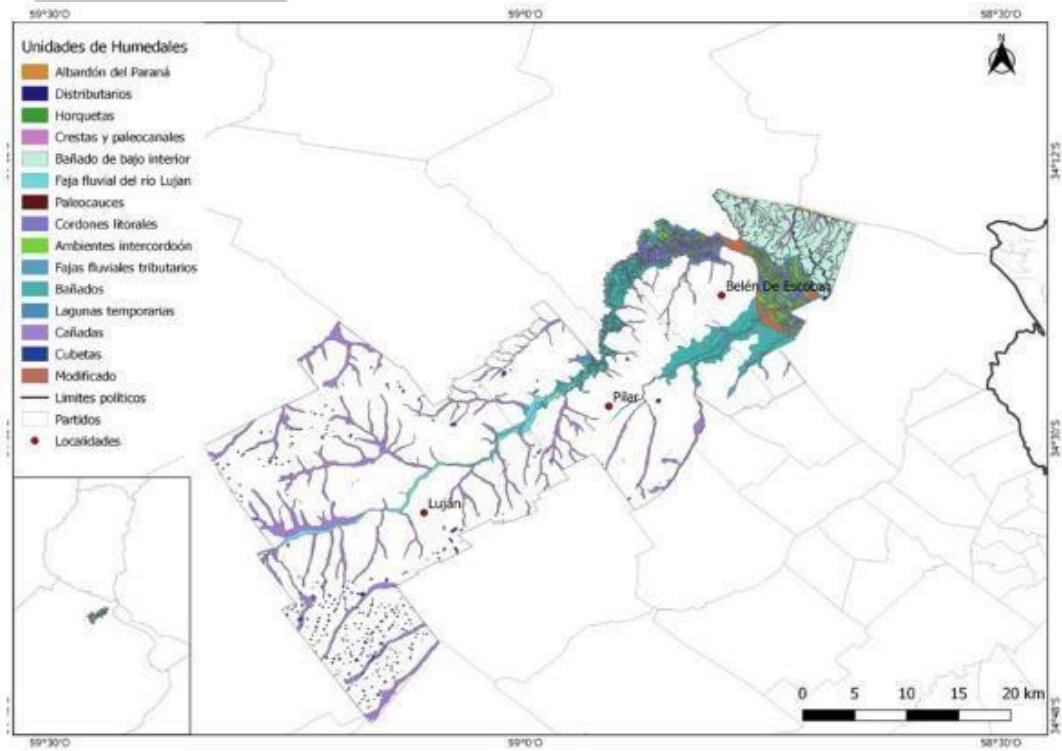 59°30'O 59°0'O 58°30'O
N
Unidades de Humedales
Albardón del Paraná
Distributarios
Horquetas
Crestas y paleocanales
Bañado de bajo interior
Faja fluvial del río Lujan
Paleocauces
Cordones litorales
Ambientes intercordoón
Fajas fluviales tributarios
Bañados
Lagunas temporarias
Cañadas
Cubetas
Modificado
Límites políticos
Partidos
Localidades
34°12'S
Belén De Escobar
Pilar
34°30'S
Luján
0 5 10 15 20 km
34°48'S
59°30'O 59°0'O 58°30'O